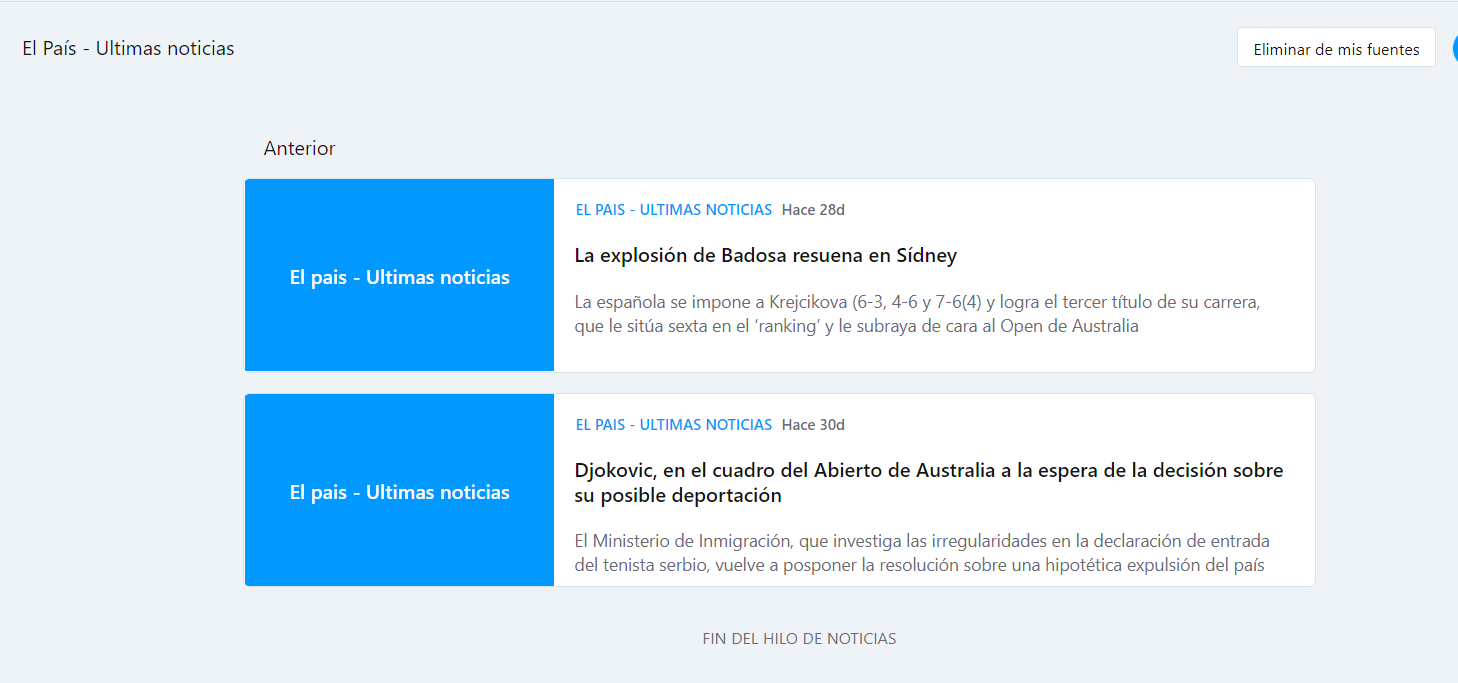 El País - Ultimas noticias
Eliminar de mis fuentes
Anterior
El pais - Ultimas noticias
EL PAIS - ULTIMAS NOTICIAS Hace 28d
La explosión de Badosa resuena en Sídney
La española se impone a Krejcikova (6-3, 4-6 y 7-6(4) y logra el tercer título de su carrera,
que le sitúa sexta en el ‘ranking’ y le subraya de cara al Open de Australia
El pais - Ultimas noticias
EL PAIS - ULTIMAS NOTICIAS Hace 30d
Djokovic, en el cuadro del Abierto de Australia a la espera de la decisión sobre
su posible deportación
El Ministerio de Inmigración, que investiga las irregularidades en la declaración de entrada
del tenista serbio, vuelve a posponer la resolución sobre una hipotética expulsión del país
FIN DEL HILO DE NOTICIAS